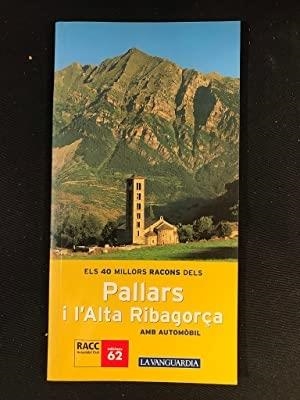 ELS 40 MILLORS RACONS DELS
Pallars
i l'Alta Ribagorça
AMB AUTOMÒBIL
RACC
edicions
62
LA VANGUARDIA